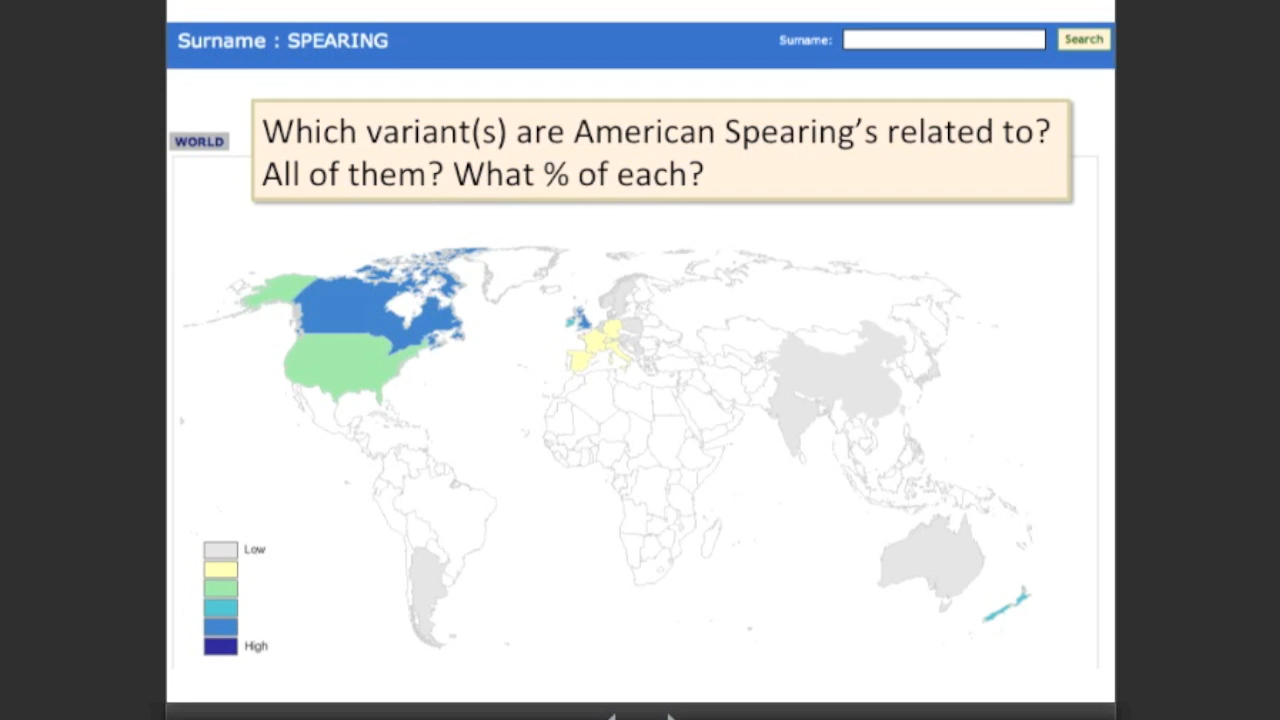 Surname : SPEARING
Surname:
Search
WORLD
Which variant(s) are American Spearing’s related to?
All of them? What % of each?
Low
High